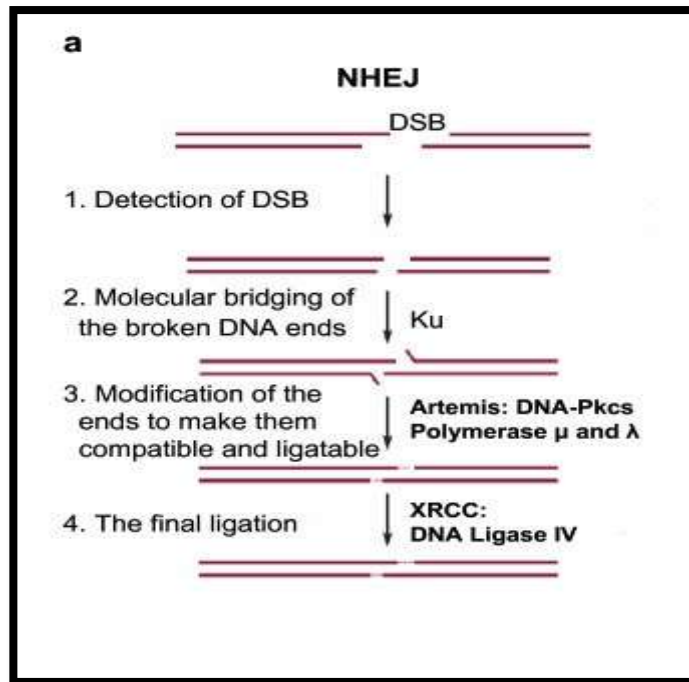 a
NHEJ
DSB
1. Detection of DSB
2. Molecular bridging of
the broken DNA ends
Ku
3. Modification of the
ends to make them
compatible and ligatable
Artemis: DNA-Pkcs
Polymerase μ and λ
4. The final ligation
XRCC:
DNA Ligase IV